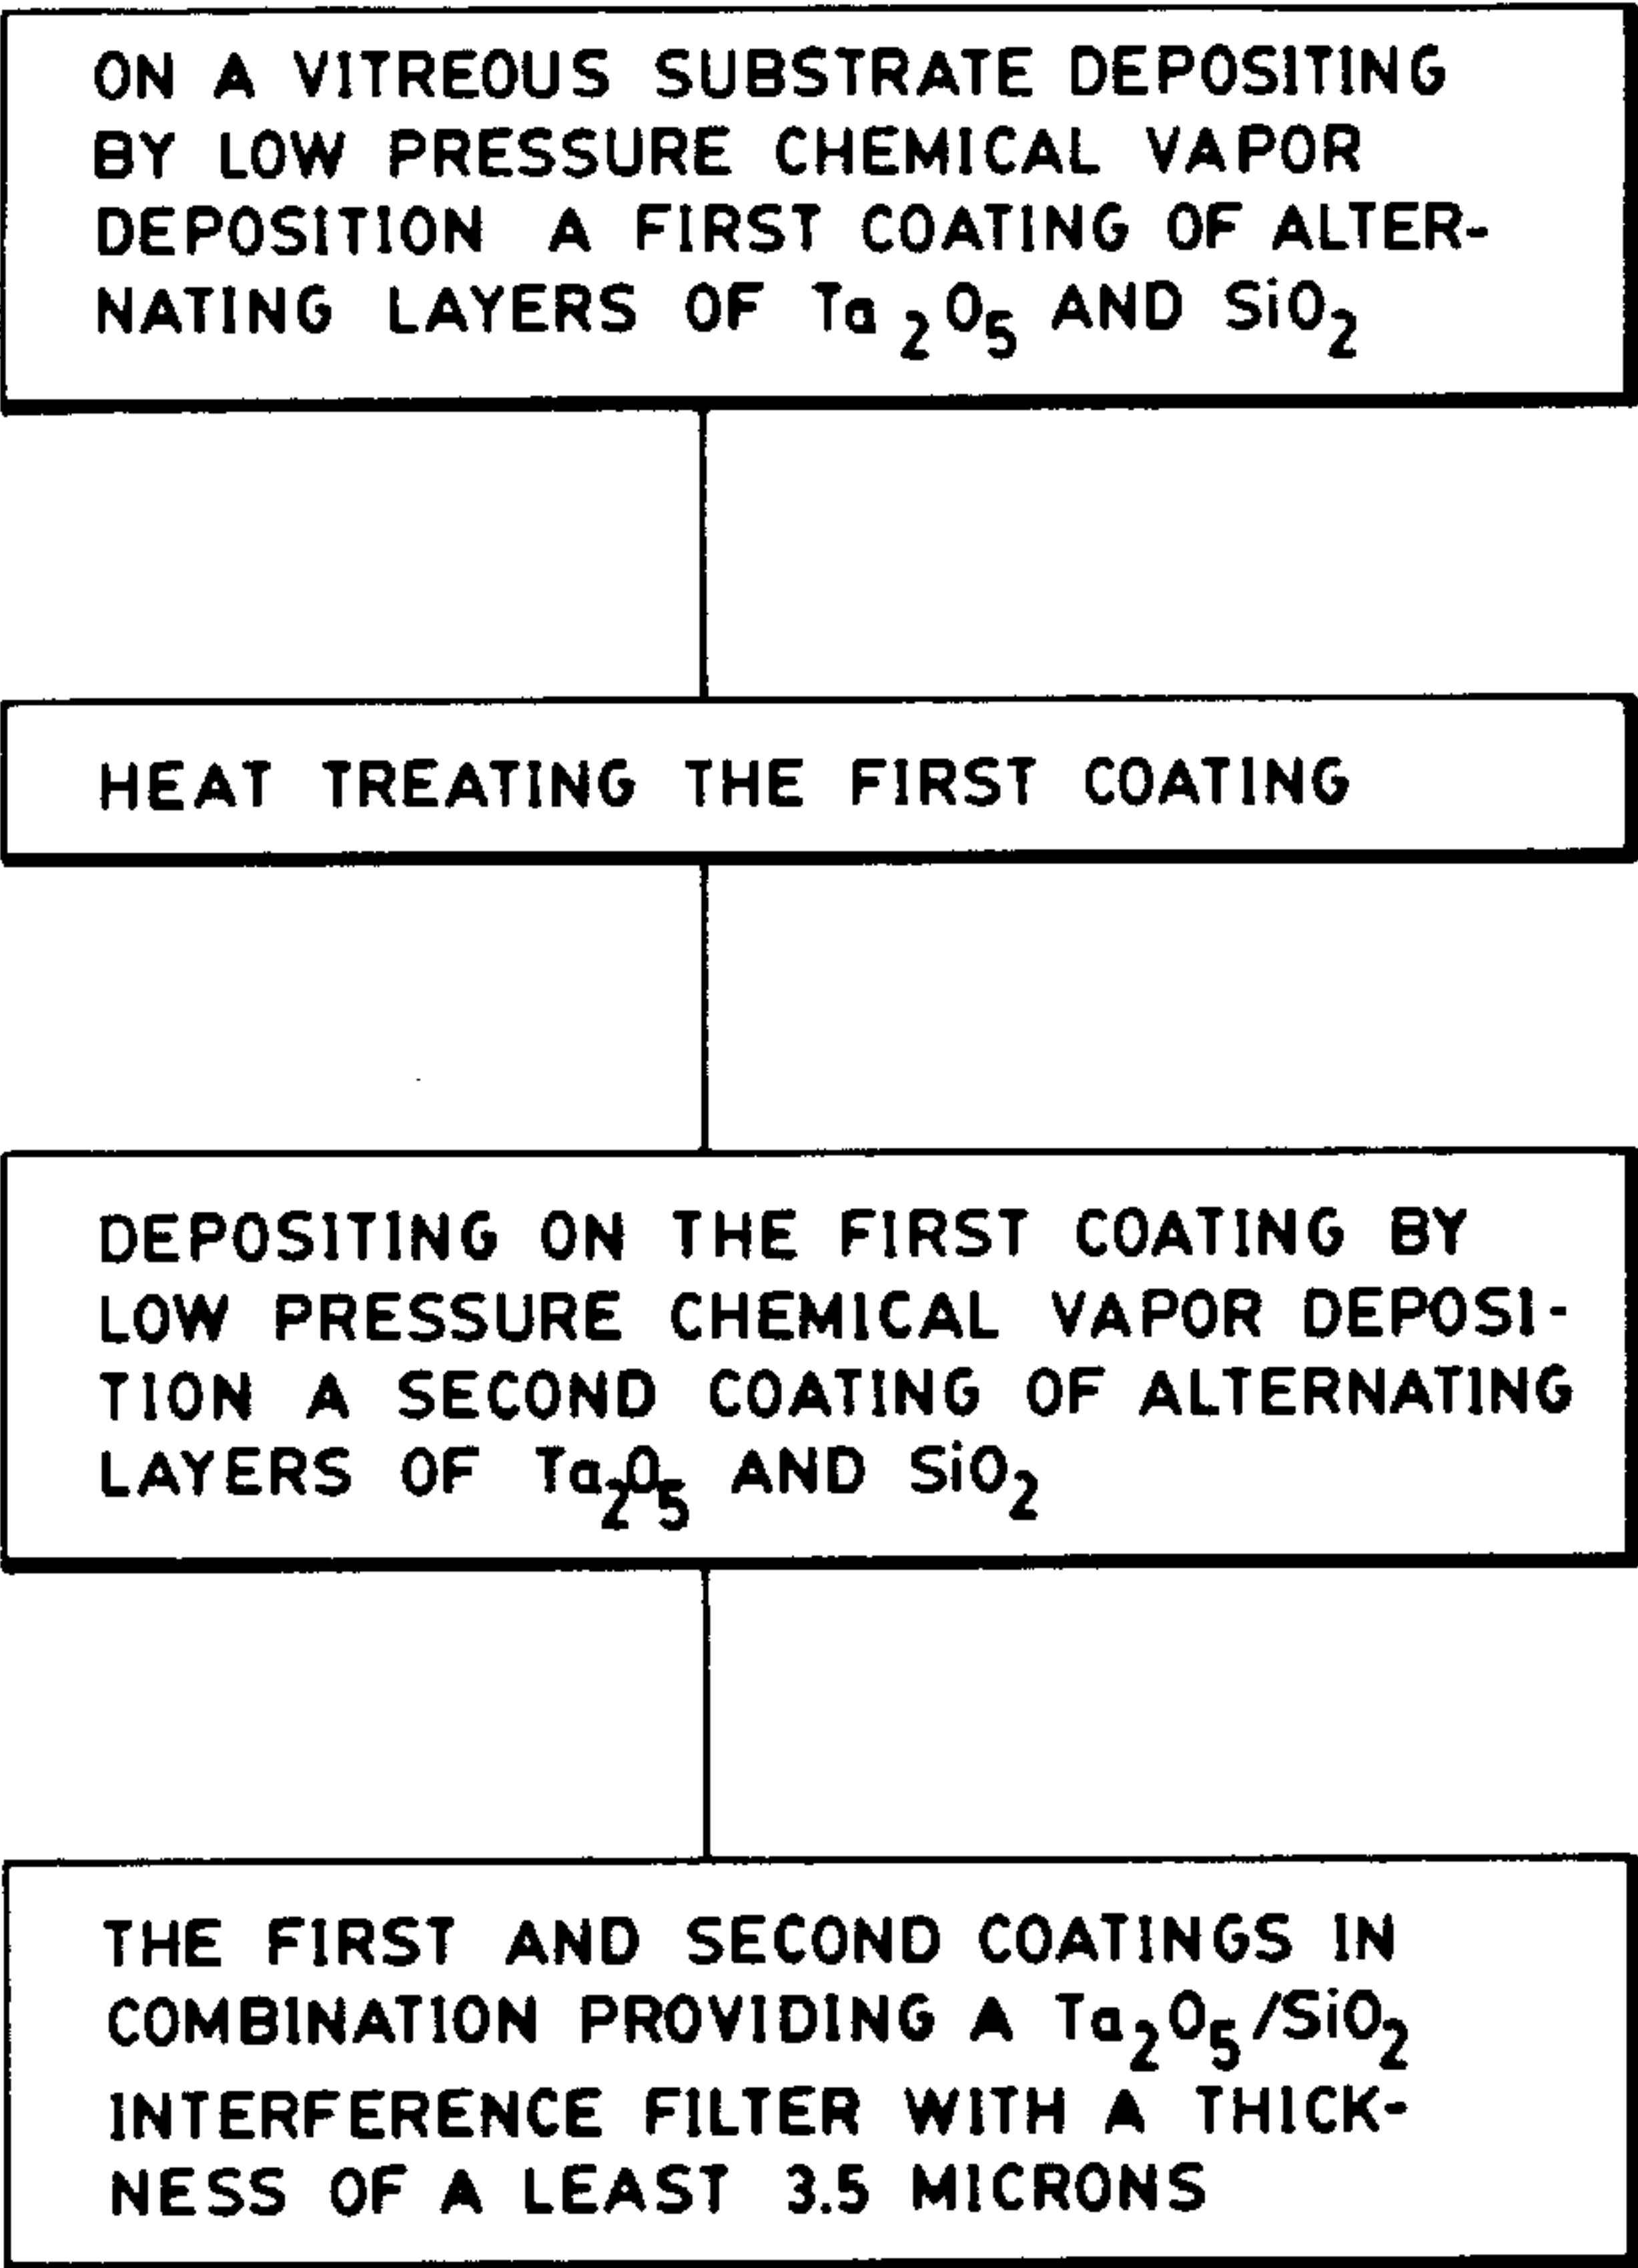 ON A VITREOUS SUBSTRATE DEPOSITING
BY LOW PRESSURE CHEMICAL VAPOR
DEPOSITION A FIRST COATING OF ALTER-
NATING LAYERS OF Ta₂O₅ AND SiO₂
HEAT TREATING THE FIRST COATING
DEPOSITING ON THE FIRST COATING BY
LOW PRESSURE CHEMICAL VAPOR DEPOSI-
TION A SECOND COATING OF ALTERNATING
LAYERS OF Ta₂O₅ AND SiO₂
THE FIRST AND SECOND COATINGS IN
COMBINATION PROVIDING A Ta₂O₅/SiO₂
INTERFERENCE FILTER WITH A THICK-
NESS OF A LEAST 3.5 MICRONS